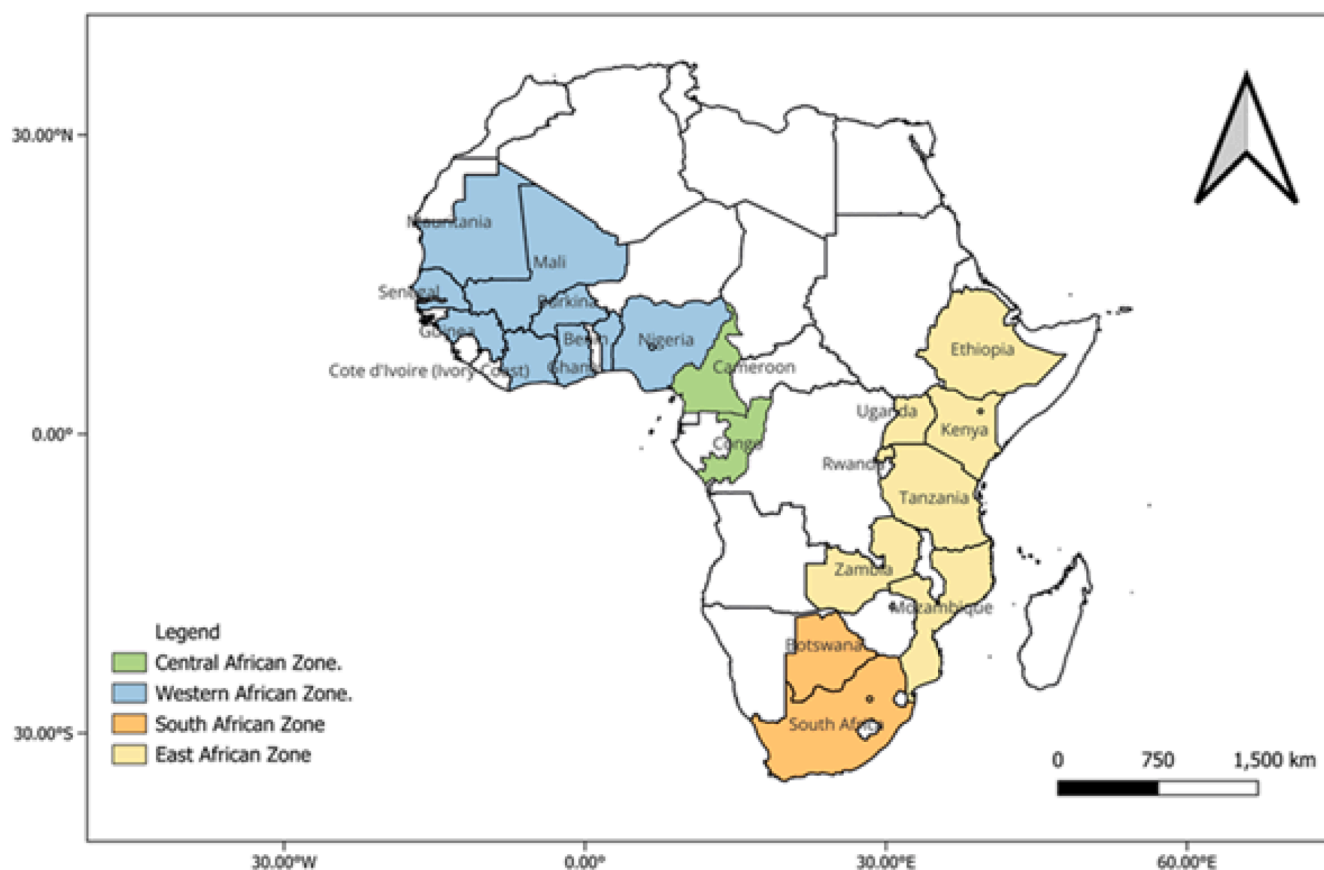 30.00°N
Mauritania
Mali
Senegal
Burkina
Guinea
Benin
Nigeria
Ethiopia
Cote d'Ivoire (Ivory Coast)
Ghana
Cameroon
Uganda
0.00°
Kenya
Congo
Rwanda
Tanzania
Zambia
Mozambique
Legend
Botswana
Central African Zone.
Western African Zone.
South African Zone
South Africa
30.00°S
East African Zone
0 750 1,500 km
30.00°W 0.00° 30.00°E 60.00°E